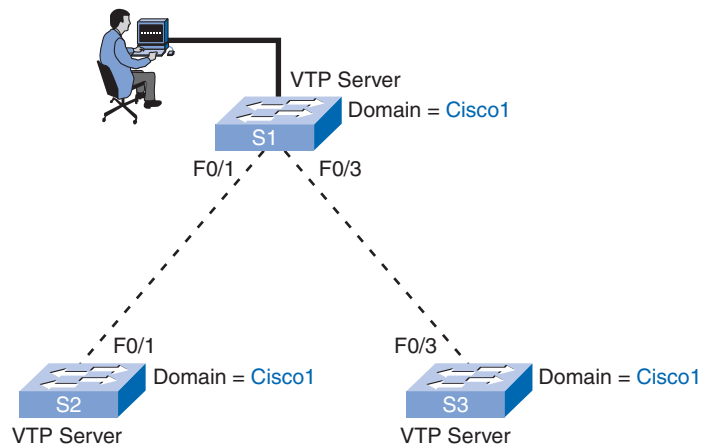 VTP Server
Domain = Cisco1
S1
F0/1
F0/3
F0/1
F0/3
Domain = Cisco1
Domain = Cisco1
S2
S3
VTP Server
VTP Server